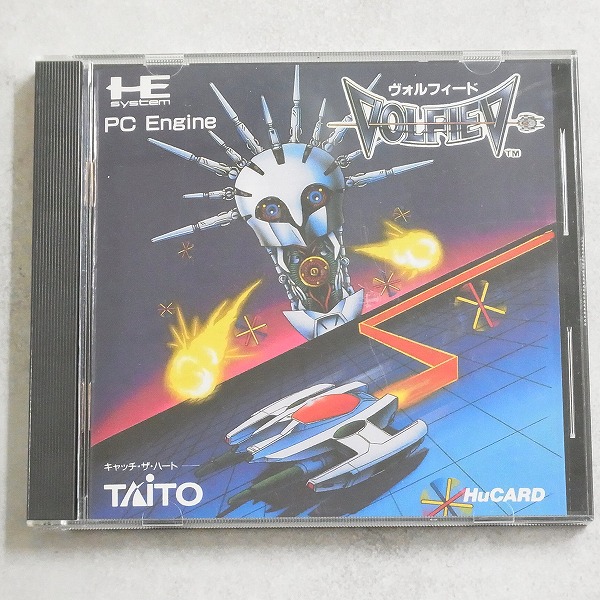 HE
system
PC Engine
ヴォルフィード
VOLFIED
TM
キャッチ・ザ・ハート
TAITO
HuCARD